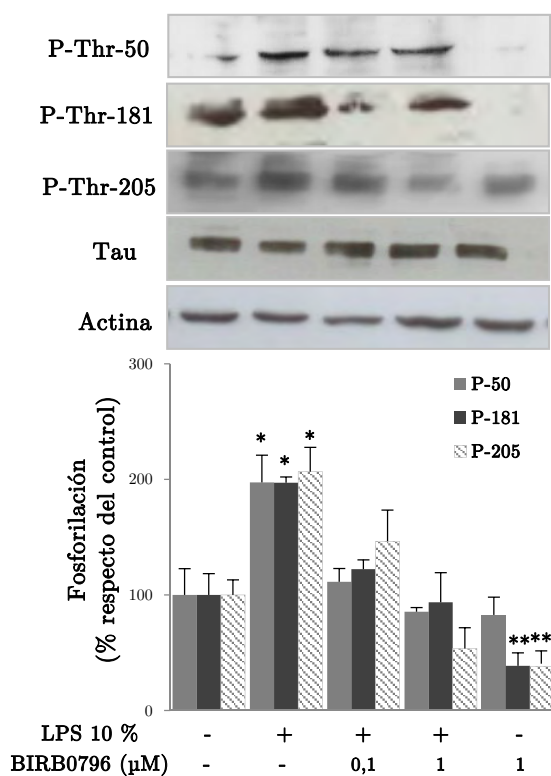 P-Thr-50
P-Thr-181
P-Thr-205
Tau
Actina
300
200
100
0
Fosforilación
(% respecto del control)
P-50
P-181
P-205
* * *
** **
LPS 10 % - + + + -
BIRB0796 (µM) - - 0,1 1 1